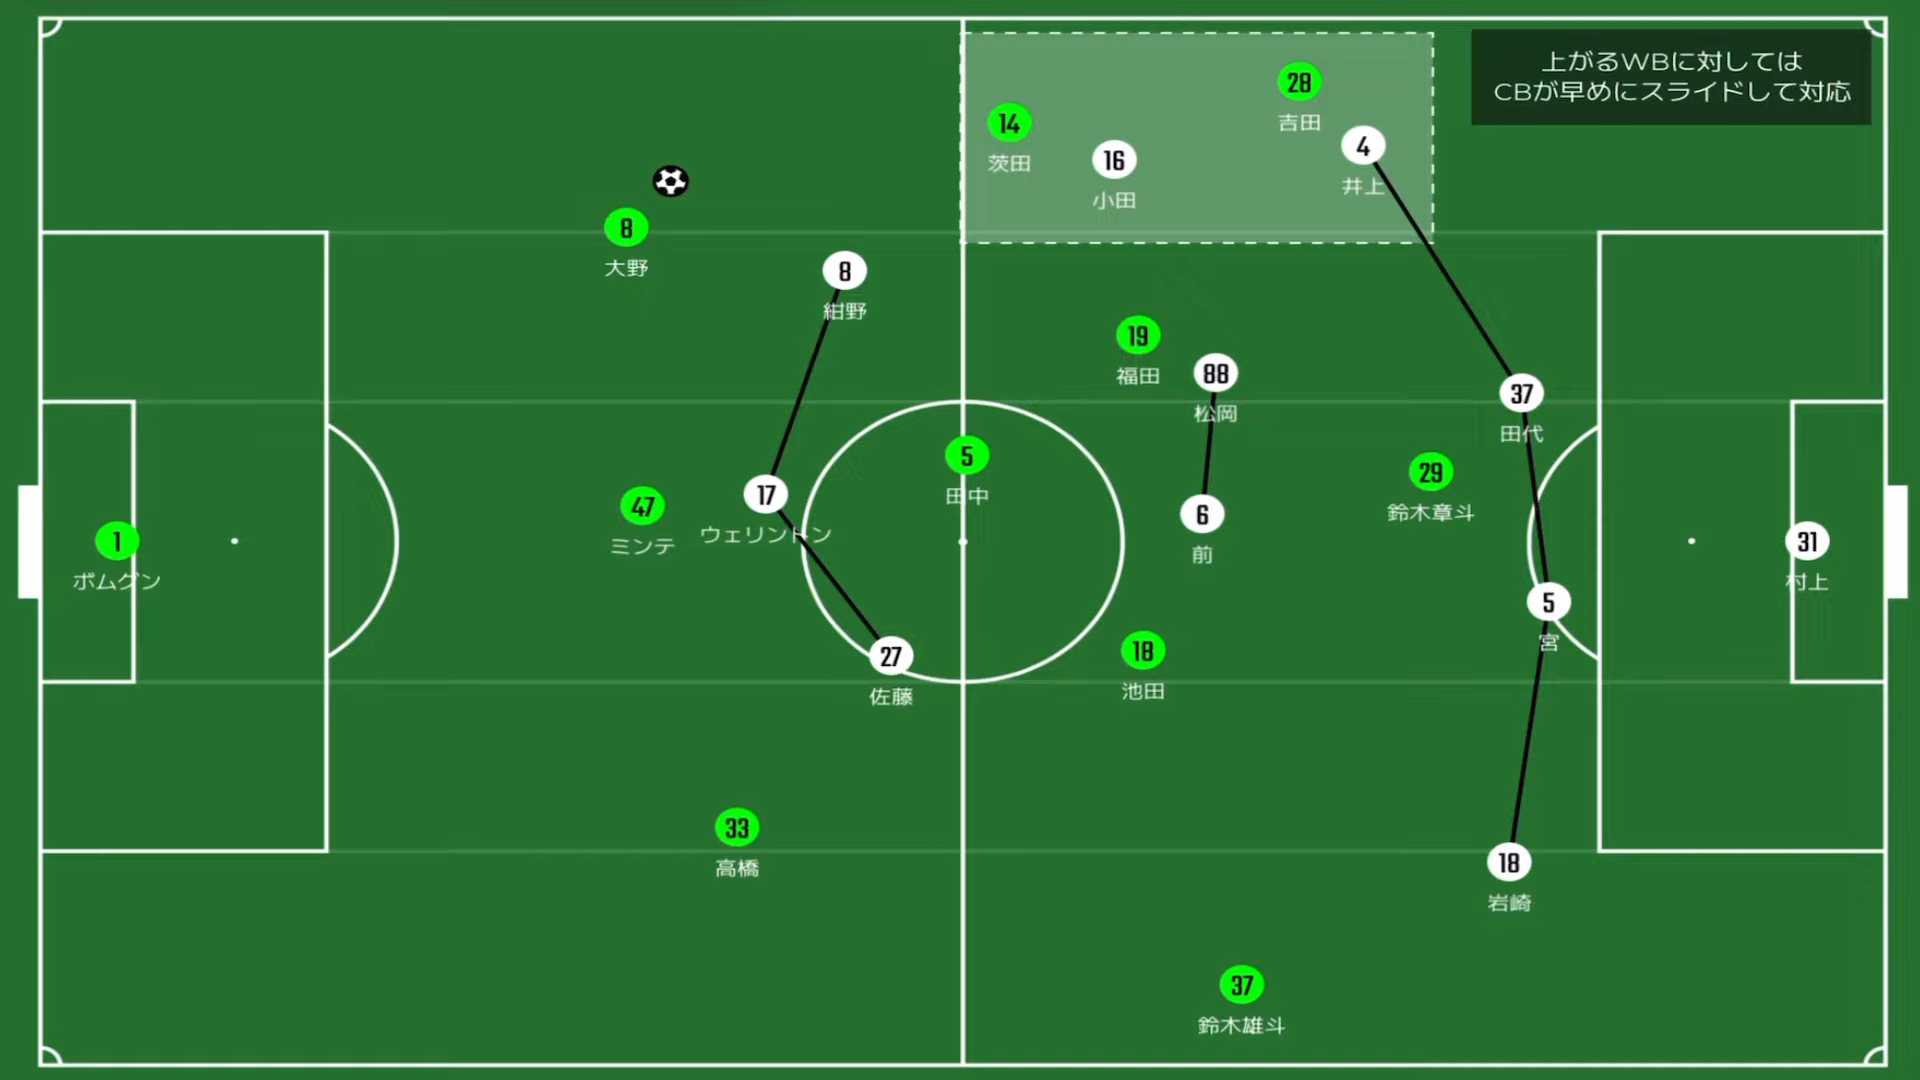 上がるWBに対しては
CBが早めにスライドして対応
28
吉田
14
茨田
4
井上
16
小田
8
大野
8
紺野
19
福田
88
松岡
37
田代
5
田中
29
鈴木章斗
17
ウェリントン
47
ミンテ
6
前
1
ボムグン
31
村上
5
宮
18
池田
27
佐藤
33
高橋
18
岩崎
37
鈴木雄斗